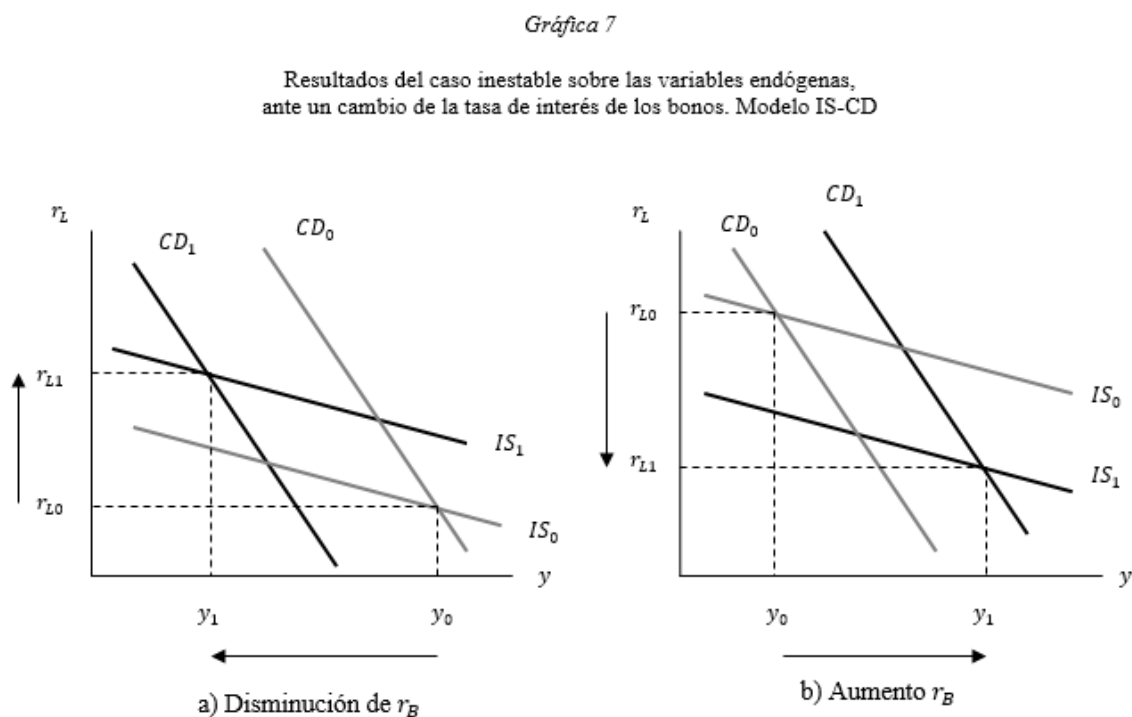 Gráfica 7
Resultados del caso inestable sobre las variables endógenas,
ante un cambio de la tasa de interés de los bonos. Modelo IS-CD
r_L
CD_1
CD_0
r_L1
r_L0
IS_1
IS_0
y
y_1
y_0
a) Disminución de r_B
r_L
CD_0
CD_1
r_L0
r_L1
IS_0
IS_1
y
y_0
y_1
b) Aumento r_B